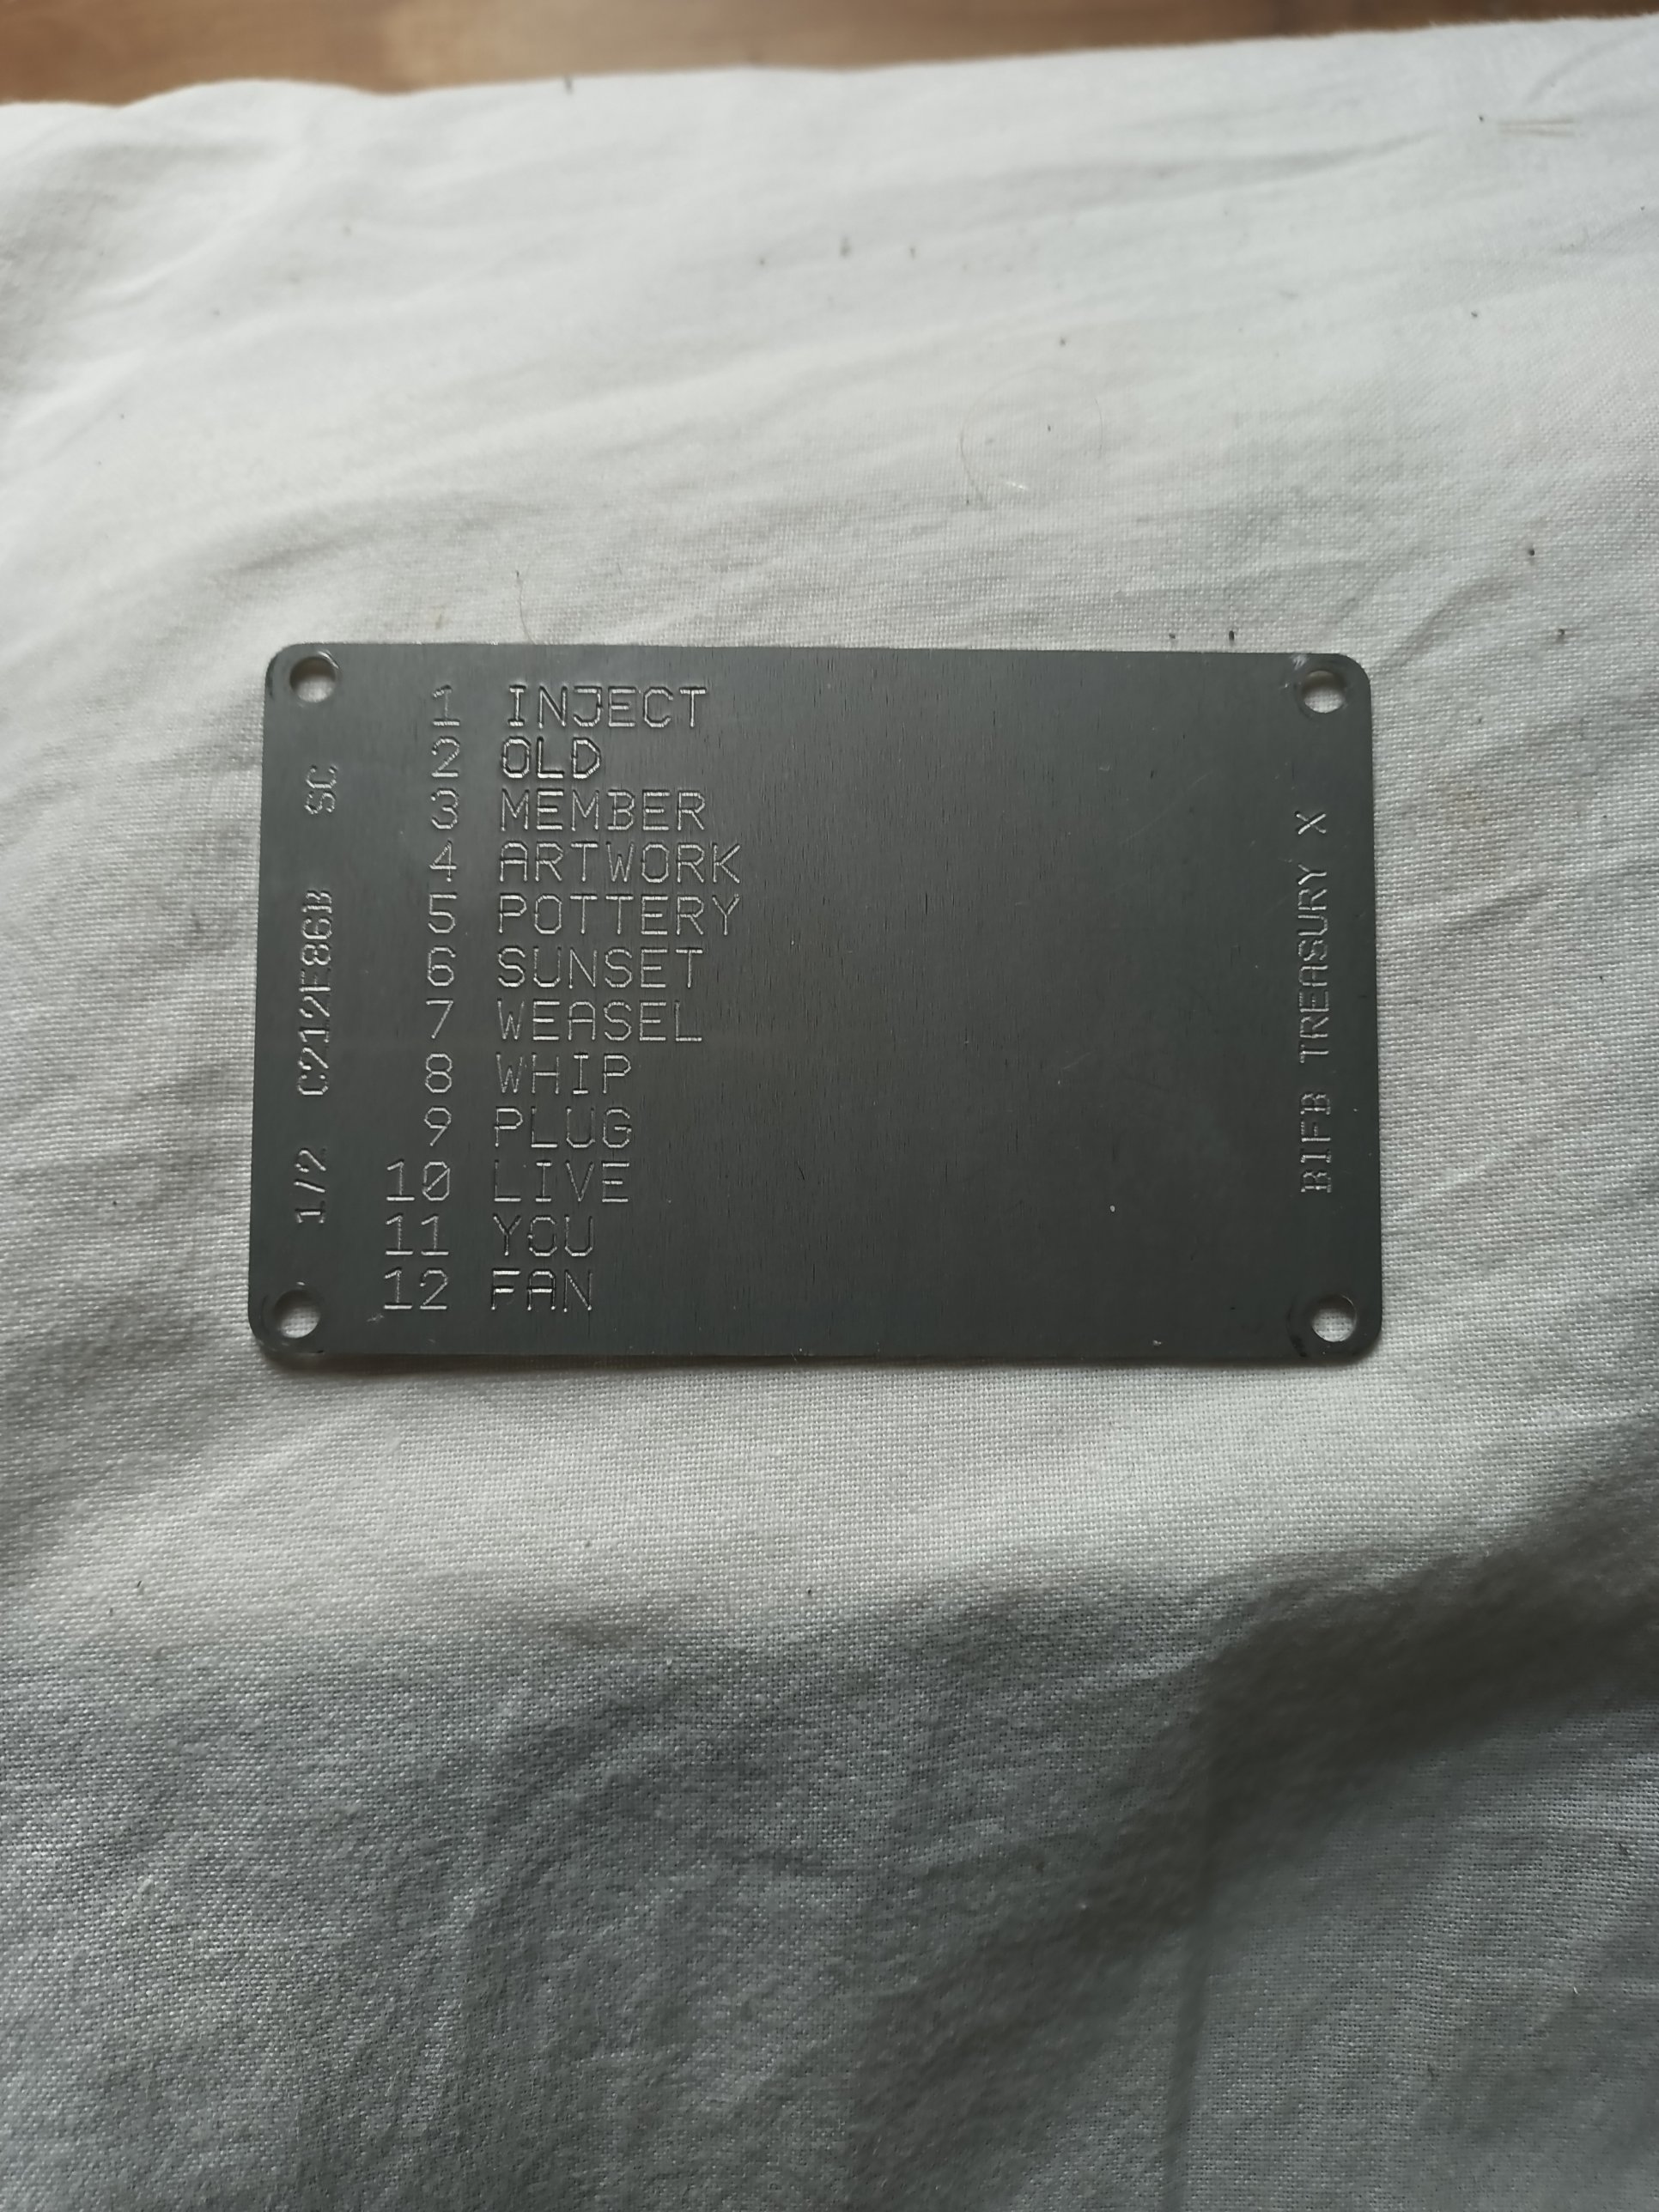 1 INJECT
2 OLD
3 MEMBER
4 ARTWORK
5 POTTERY
6 SUNSET
7 WEASEL
8 WHIP
9 PLUG
10 LIVE
11 YOU
12 FAN
1/2 C212E86B SC
BIFB TREASURY X